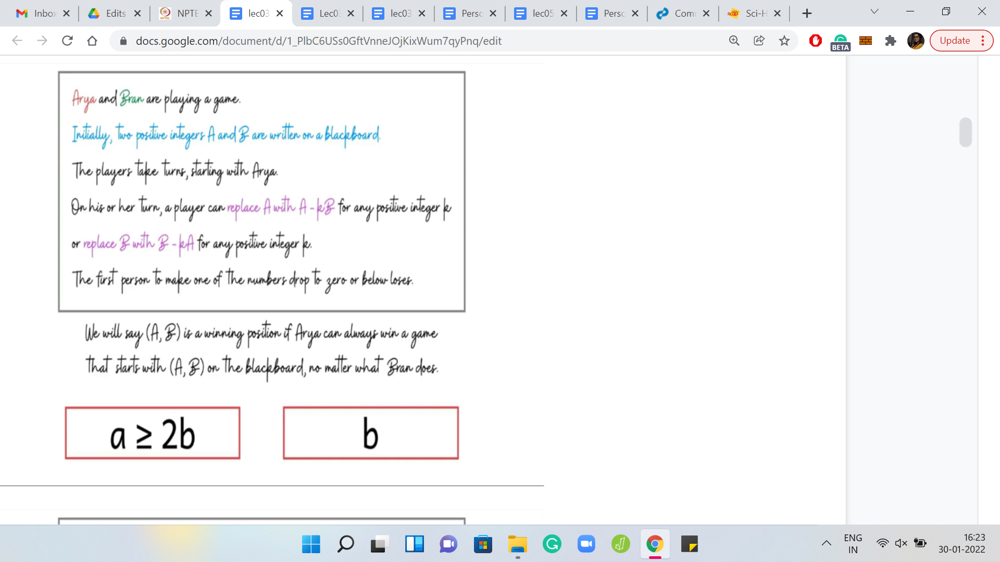 Inbox
Edits
NPTE
lec03
Lec03
lec03
Perso
lec05
Perso
Com
Sci-H
docs.google.com/document/d/1_PlbC6USs0GftVnneJOjKixWum7qyPnq/edit
BETA
Update
Arya and Bran are playing a game.
Initially, two positive integers A and B are written on a blackboard.
The players take turns, starting with Arya.
On his or her turn, a player can replace A with A - kB for any positive integer k
or replace B with B - kA for any positive integer k.
The first person to make one of the numbers drop to zero or below loses.
We will say (A, B) is a winning position if Arya can always win a game
that starts with (A, B) on the blackboard, no matter what Bran does.
a ≥ 2b
b
ENG
IN
16:23
30-01-2022